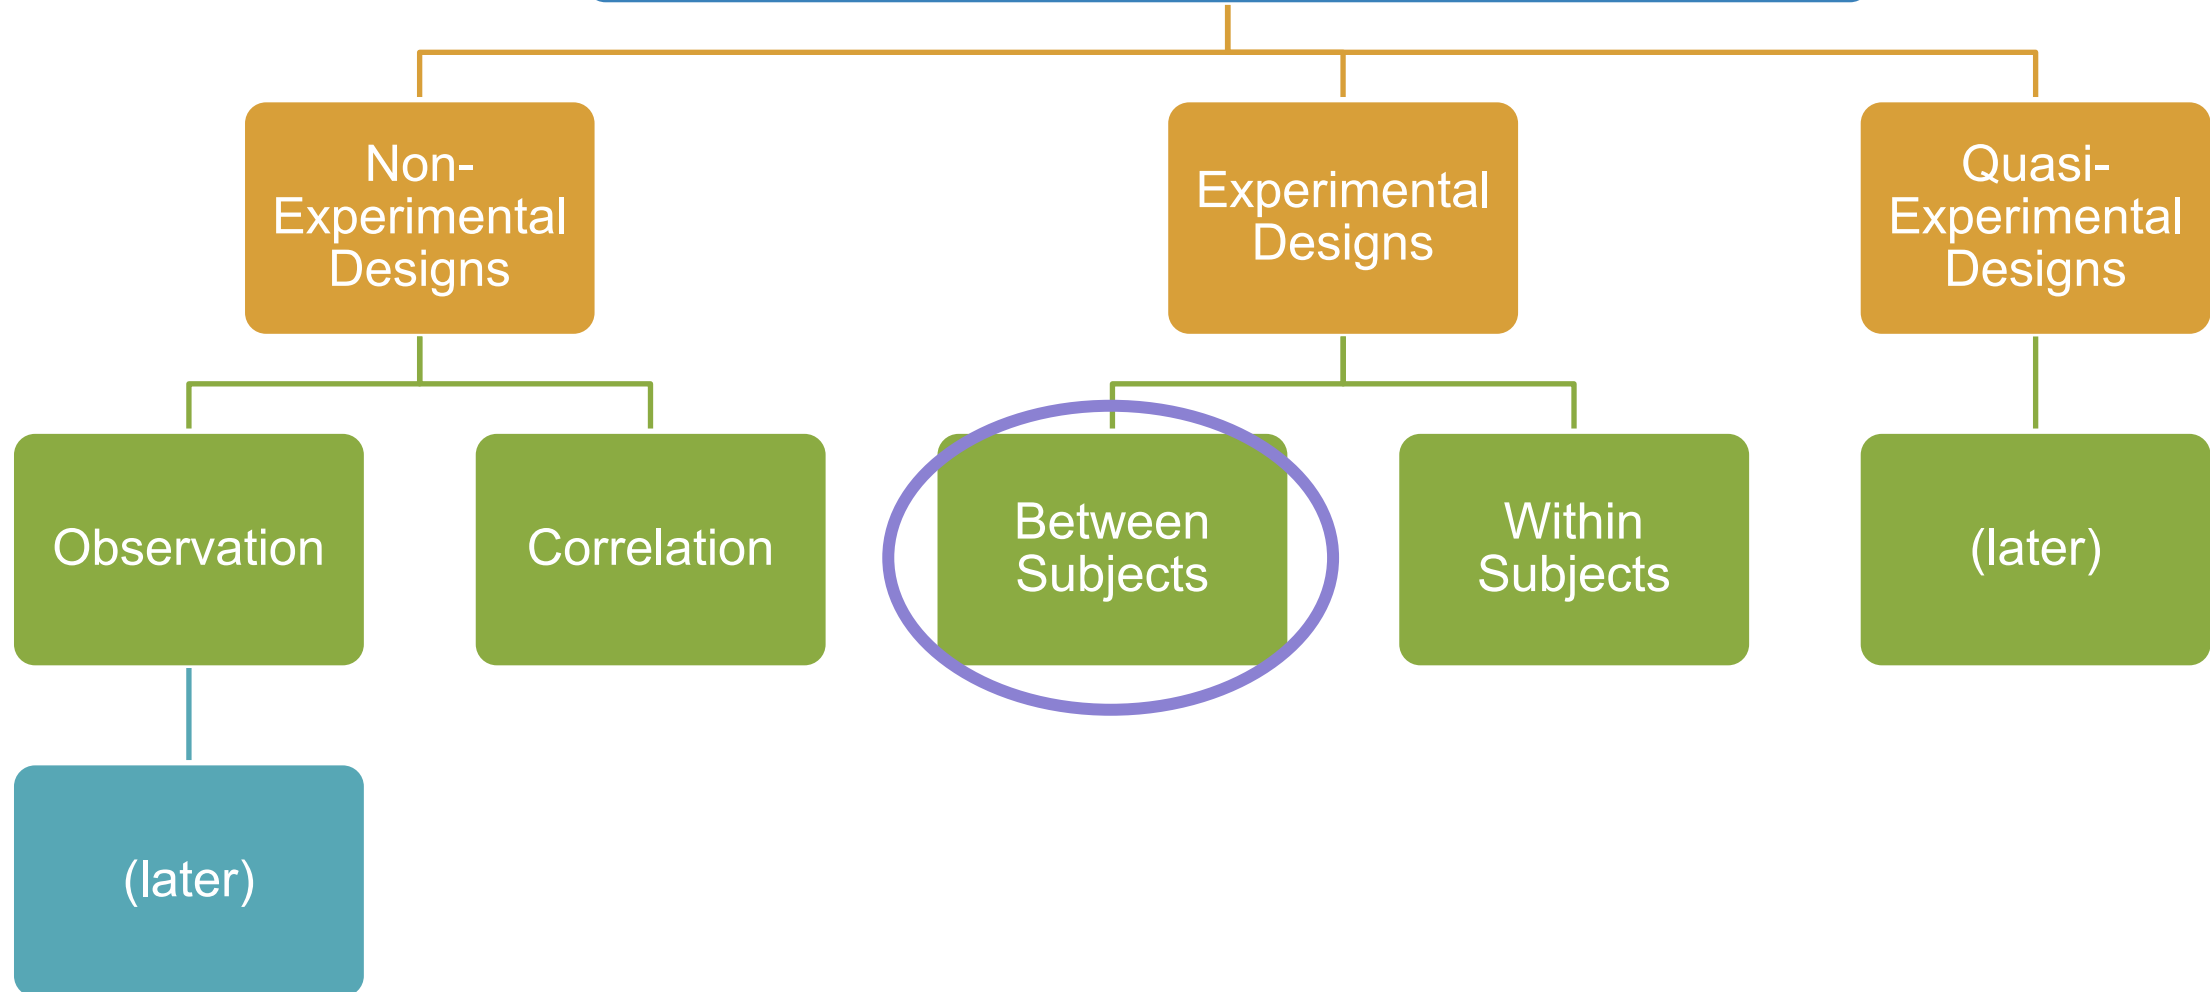 Non-
Experimental
Designs
Experimental
Designs
Quasi-
Experimental
Designs
Observation
Correlation
Between
Subjects
Within
Subjects
(later)
(later)